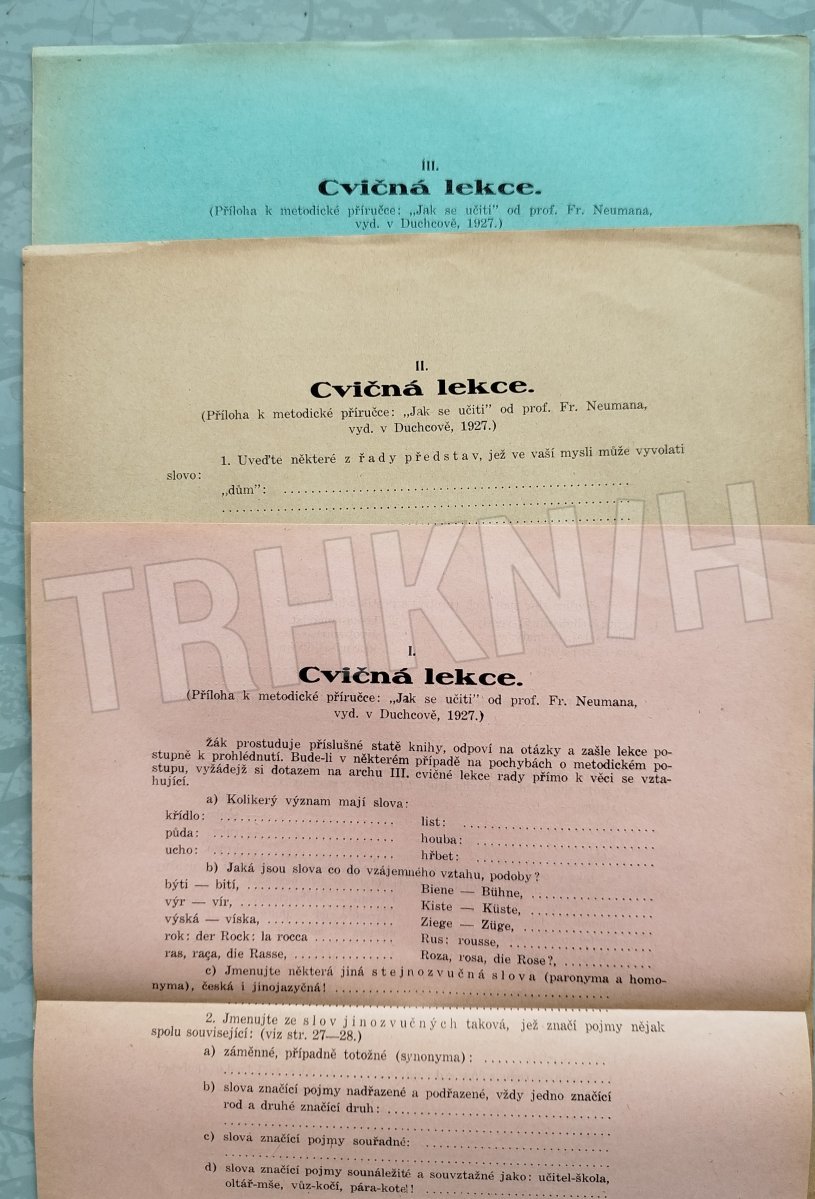 III.
Cvičná lekce.
(Příloha k metodické příručce: „Jak se učiti" od prof. Fr. Neumana,
vyd. v Duchcově, 1927.)
II.
Cvičná lekce.
(Příloha k metodické příručce: „Jak se učiti" od prof. Fr. Neumana,
vyd. v Duchcově, 1927.)
1. Uveďte některé z řady představ, jež ve vaší mysli může vyvolati
slovo:
„dům": ........................................
........................................
........................................
TRHKNIH
I.
Cvičná lekce.
(Příloha k metodické příručce: „Jak se učiti" od prof. Fr. Neumana,
vyd. v Duchcově, 1927.)
Žák prostuduje příslušné statě knihy, odpoví na otázky a zašle lekce po-
stupně k prohlédnutí. Bude-li v některém případě na pochybách o metodickém po-
stupu, vyžádejž si dotazem na archu III. cvičné lekce rady přímo k věci se vzta-
hující.
a) Kolikerý význam mají slova:
křídlo: .................... list: ....................
půda: .................... houba: ....................
ucho: .................... hřbet: ....................
b) Jaká jsou slova co do vzájemného vztahu, podoby?
býti — bití, .................... Biene — Bühne, ....................
výr — vír, .................... Kiste — Küste, ....................
výská — víska, .................... Ziege — Züge, ....................
rok: der Rock: la rocca .................... Rus: rousse, ....................
ras, raça, die Rasse, .................... Roza, rosa, die Rose?, ....................
c) Jmenujte některá jiná stejnozvučná slova (paronyma a homo-
nyma), česká i jinojazyčná! ........................................
........................................
2. Jmenujte ze slov jinozvučných taková, jež značí pojmy nějak
spolu související: (viz str. 27—28.)
a) záměnné, případně totožné (synonyma): ....................
........................................
b) slova značící pojmy nadřazené a podřazené, vždy jedno značící
rod a druhé značící druh: ....................
........................................
c) slova značící pojmy souřadné: ....................
........................................
d) slova značící pojmy sounáležité a souvztažné jako: učitel-škola,
oltář-mše, vůz-kočí, pára-kotel! ....................